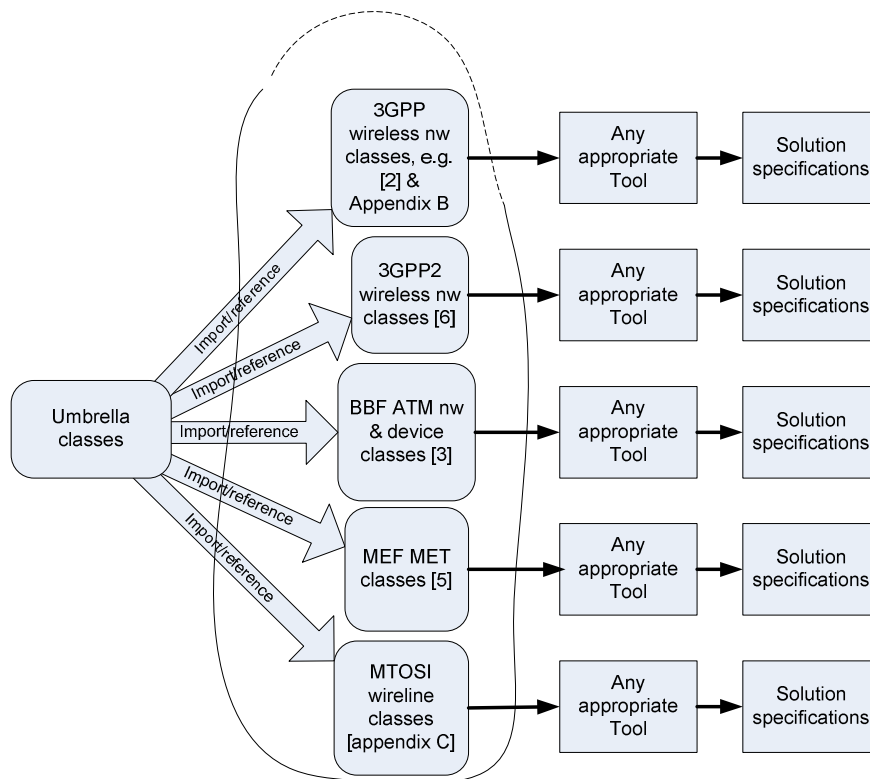 Umbrella
classes
Import/reference
Import/reference
Import/reference
Import/reference
Import/reference
3GPP
wireless nw
classes, e.g.
[2] &
Appendix B
Any
appropriate
Tool
Solution
specifications
3GPP2
wireless nw
classes [6]
Any
appropriate
Tool
Solution
specifications
BBF ATM nw
& device
classes [3]
Any
appropriate
Tool
Solution
specifications
MEF MET
classes [5]
Any
appropriate
Tool
Solution
specifications
MTOSI
wireline
classes
[appendix C]
Any
appropriate
Tool
Solution
specifications